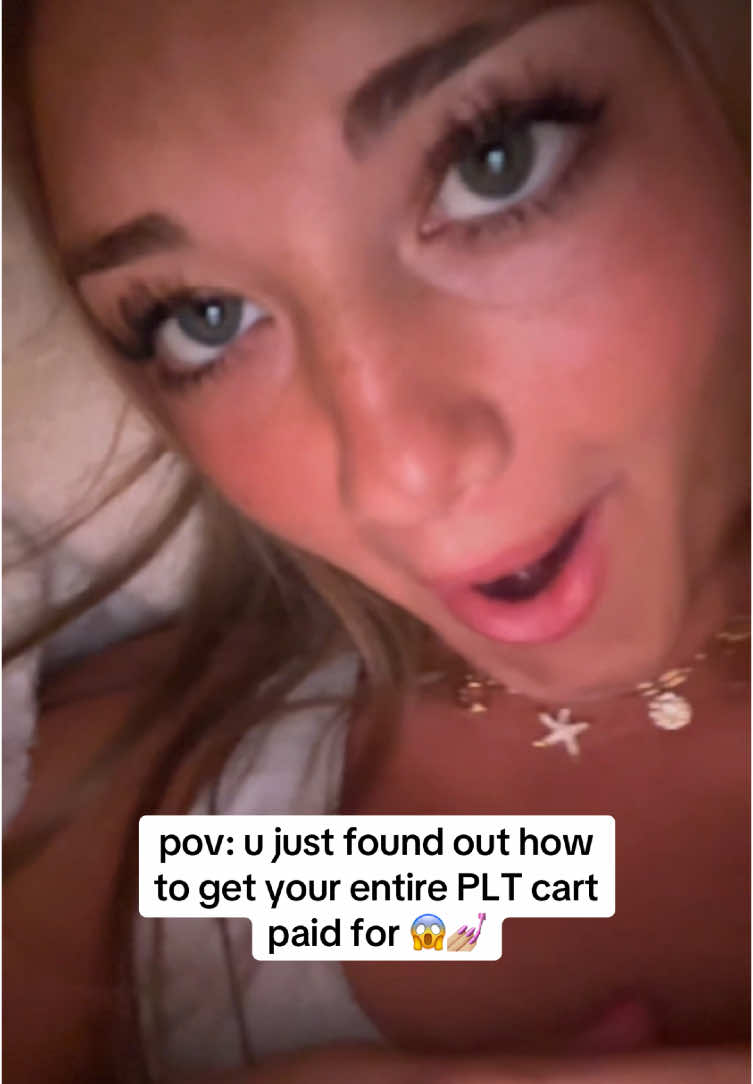 pov: u just found out how
to get your entire PLT cart
paid for 😱💅🏼